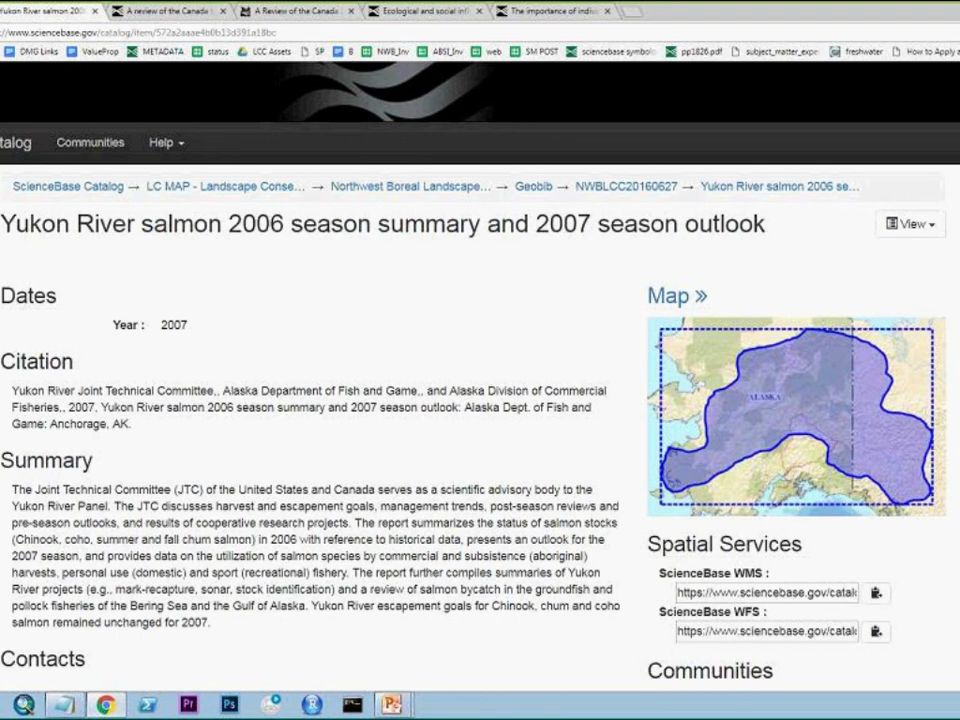 Yukon River salmon 200
A review of the Canada
A Review of the Canada
Ecological and social inf
The importance of indiv
//www.sciencebase.gov/catalog/item/572a2aaae4b0b13d391a18bc
OMG Links ValueProp METADATA status LCC Assets SP B NWB_Inv ABSI_Inv web SM POST sciencebase symbol pp1826.pdf subject_matter_expe freshwater How to Apply a
talog Communities Help
ScienceBase Catalog → LC MAP - Landscape Conse... → Northwest Boreal Landscape... → Geobib → NWBLCC20160627 → Yukon River salmon 2006 se...
Yukon River salmon 2006 season summary and 2007 season outlook
View
Dates
Year : 2007
Citation
Yukon River Joint Technical Committee,, Alaska Department of Fish and Game,, and Alaska Division of Commercial
Fisheries,, 2007, Yukon River salmon 2006 season summary and 2007 season outlook: Alaska Dept. of Fish and
Game: Anchorage, AK.
Summary
The Joint Technical Committee (JTC) of the United States and Canada serves as a scientific advisory body to the
Yukon River Panel. The JTC discusses harvest and escapement goals, management trends, post-season reviews and
pre-season outlooks, and results of cooperative research projects. The report summarizes the status of salmon stocks
(Chinook, coho, summer and fall chum salmon) in 2006 with reference to historical data, presents an outlook for the
2007 season, and provides data on the utilization of salmon species by commercial and subsistence (aboriginal)
harvests, personal use (domestic) and sport (recreational) fishery. The report further compiles summaries of Yukon
River projects (e.g., mark-recapture, sonar, stock identification) and a review of salmon bycatch in the groundfish and
pollock fisheries of the Bering Sea and the Gulf of Alaska. Yukon River escapement goals for Chinook, chum and coho
salmon remained unchanged for 2007.
Contacts
Map »
ALASKA
Spatial Services
ScienceBase WMS :
https://www.sciencebase.gov/catal
ScienceBase WFS :
https://www.sciencebase.gov/catal
Communities
Pr
Ps
R
P